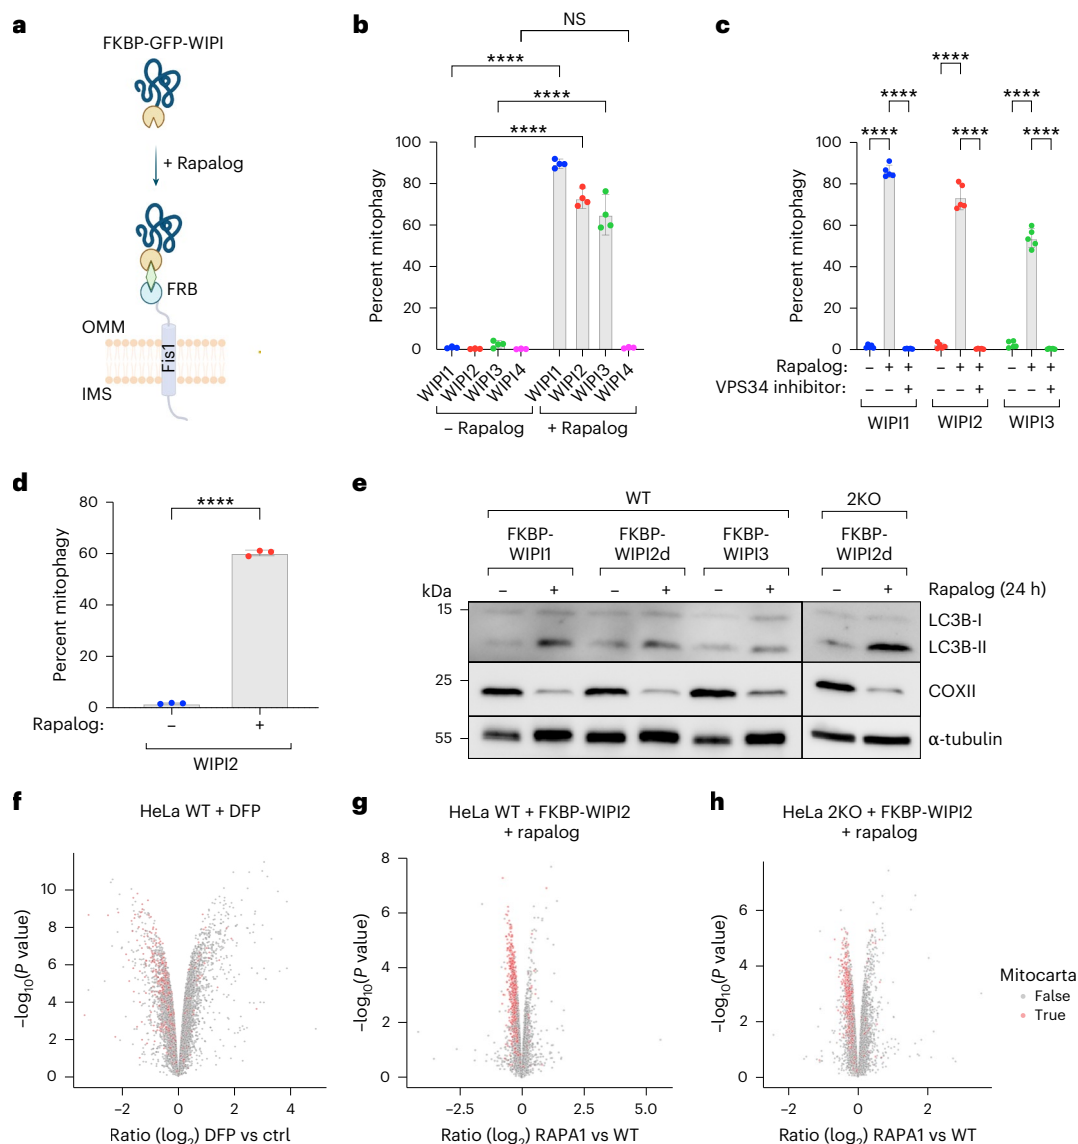 a
FKBP-GFP-WIPI
+ Rapalog
FRB
OMM
Fis1
IMS
b
NS
****
****
****
Percent mitophagy
100
80
60
40
20
0
WIPI1
WIPI2
WIPI3
WIPI4
WIPI1
WIPI2
WIPI3
WIPI4
– Rapalog
+ Rapalog
c
****
**** ****
**** **** ****
Percent mitophagy
100
80
60
40
20
0
Rapalog: – + + – + + – + +
VPS34 inhibitor: – – + – – + – – +
WIPI1 WIPI2 WIPI3
d
****
Percent mitophagy
80
60
40
20
0
Rapalog: – +
WIPI2
e
WT 2KO
FKBP-WIPI1
FKBP-WIPI2d
FKBP-WIPI3
FKBP-WIPI2d
kDa – + – + – + – + Rapalog (24 h)
15
LC3B-I
LC3B-II
25
COXII
55
α-tubulin
f
HeLa WT + DFP
–log10(P value)
10
8
6
4
2
0
–2 0 2 4
Ratio (log2) DFP vs ctrl
g
HeLa WT + FKBP-WIPI2
+ rapalog
–log10(P value)
8
6
4
2
0
–2.5 0 2.5 5.0
Ratio (log2) RAPA1 vs WT
h
HeLa 2KO + FKBP-WIPI2
+ rapalog
–log10(P value)
6
4
2
0
–2 0 2
Ratio (log2) RAPA1 vs WT
Mitocarta
False
True